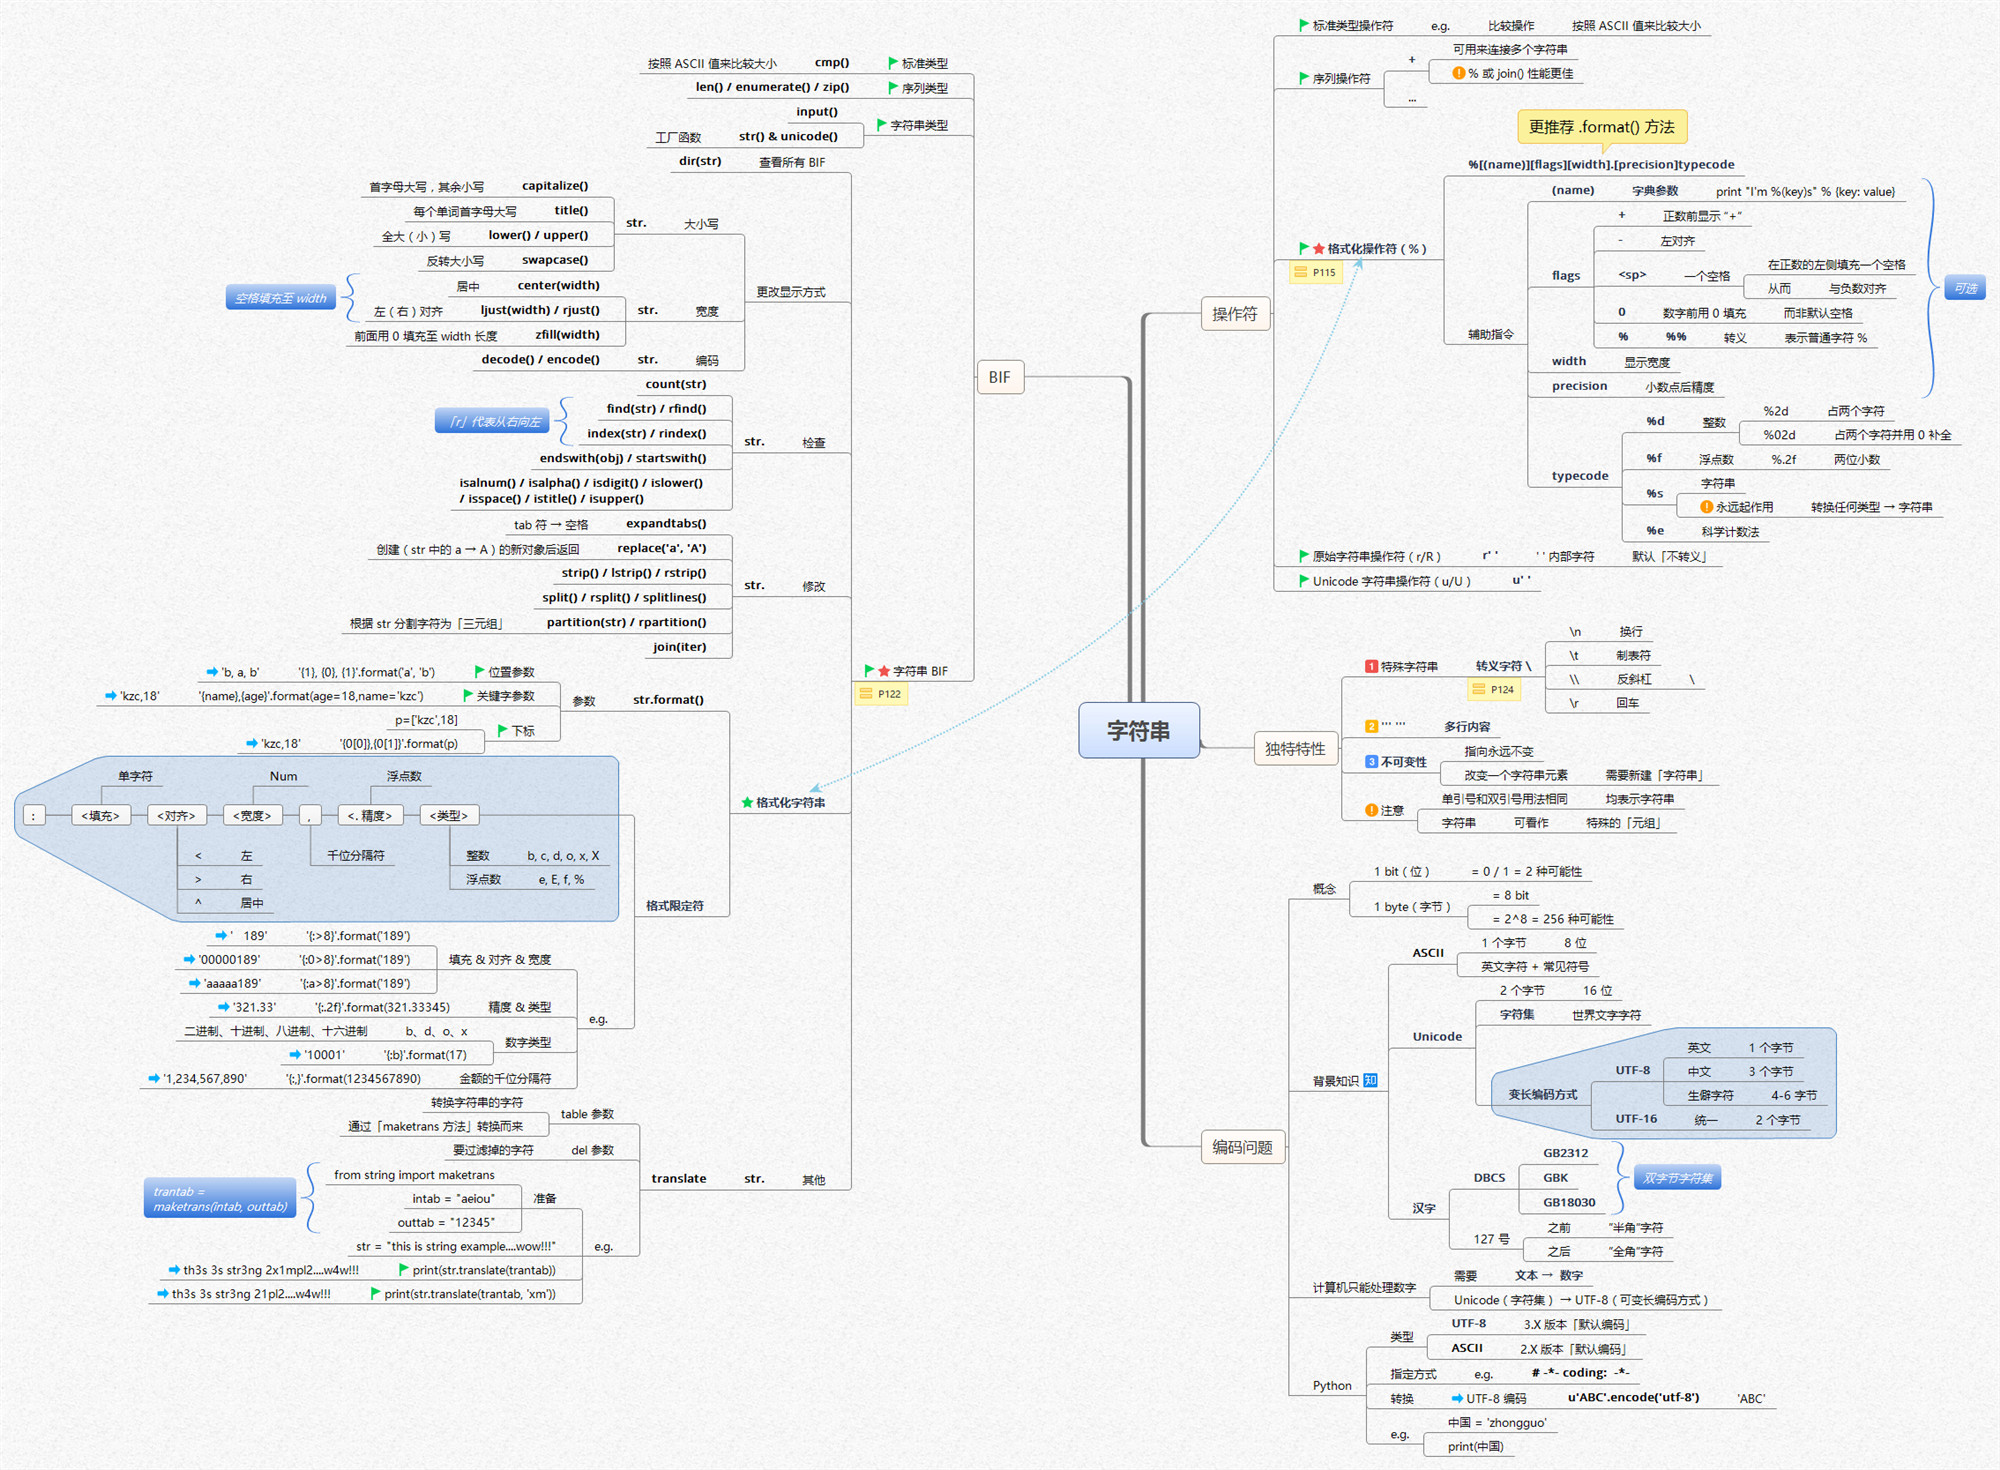 字符串
操作符
标准类型操作符 e.g. 比较操作 按照 ASCII 值来比较大小
序列操作符
+
可用来连接多个字符串
% 或 join() 性能更佳
...
更推荐 .format() 方法
格式化操作符（%）
P115
%[(name)][flags][width].[precision]typecode
辅助指令
(name) 字典参数 print "I'm %(key)s" % {key: value}
flags
+ 正数前显示 “+”
- 左对齐
<sp> 一个空格
在正数的左侧填充一个空格
从而 与负数对齐
0 数字前用 0 填充 而非默认空格
% %% 转义 表示普通字符 %
width 显示宽度
precision 小数点后精度
可选
typecode
%d 整数
%2d 占两个字符
%02d 占两个字符并用 0 补全
%f 浮点数 %.2f 两位小数
%s
字符串
永远起作用 转换任何类型 → 字符串
%e 科学计数法
原始字符串操作符（r/R） r' ' ' ' 内部字符 默认「不转义」
Unicode 字符串操作符（u/U） u' '
独特特性
1 特殊字符串 转义字符 \
P124
\n 换行
\t 制表符
\\ 反斜杠 \
\r 回车
2 ''' ''' 多行内容
3 不可变性
指向永远不变
改变一个字符串元素 需要新建「字符串」
注意
单引号和双引号用法相同 均表示字符串
字符串 可看作 特殊的「元组」
编码问题
概念
1 bit（位） = 0 / 1 = 2 种可能性
1 byte（字节）
= 8 bit
= 2^8 = 256 种可能性
背景知识 知
ASCII
1 个字节 8 位
英文字符 + 常见符号
Unicode
2 个字节 16 位
字符集 世界文字字符
变长编码方式
UTF-8
英文 1 个字节
中文 3 个字节
生僻字符 4-6 字节
UTF-16 统一 2 个字节
汉字
DBCS
GB2312
GBK
GB18030
双字节字符集
127 号
之前 “半角”字符
之后 “全角”字符
计算机只能处理数字
需要 文本 → 数字
Unicode（字符集） → UTF-8（可变长编码方式）
Python
类型
UTF-8 3.X 版本「默认编码」
ASCII 2.X 版本「默认编码」
指定方式 e.g. # -*- coding: -*-
转换 UTF-8 编码 u'ABC'.encode('utf-8') 'ABC'
e.g.
中国 = 'zhongguo'
print(中国)
BIF
按照 ASCII 值来比较大小 cmp() 标准类型
len() / enumerate() / zip() 序列类型
字符串类型
input()
工厂函数 str() & unicode()
字符串 BIF
P122
dir(str) 查看所有 BIF
更改显示方式
str. 大小写
首字母大写，其余小写 capitalize()
每个单词首字母大写 title()
全大（小）写 lower() / upper()
反转大小写 swapcase()
str. 宽度
空格填充至 width
居中 center(width)
左（右）对齐 ljust(width) / rjust()
前面用 0 填充至 width 长度 zfill(width)
decode() / encode() str. 编码
str. 检查
count(str)
「r」代表从右向左
find(str) / rfind()
index(str) / rindex()
endswith(obj) / startswith()
isalnum() / isalpha() / isdigit() / islower()
/ isspace() / istitle() / isupper()
str. 修改
tab 符 → 空格 expandtabs()
创建（str 中的 a → A）的新对象后返回 replace('a', 'A')
strip() / lstrip() / rstrip()
split() / rsplit() / splitlines()
根据 str 分割字符为「三元组」 partition(str) / rpartition()
join(iter)
格式化字符串
str.format()
参数
'b, a, b' '{1}, {0}, {1}'.format('a', 'b') 位置参数
'kzc,18' '{name},{age}'.format(age=18,name='kzc') 关键字参数
下标
p=['kzc',18]
'kzc,18' '{0[0]},{0[1]}'.format(p)
格式限定符
单字符 Num 浮点数
: <填充> <对齐> <宽度> , <.精度> <类型>
< 左
> 右
^ 居中
千位分隔符
整数 b, c, d, o, x, X
浮点数 e, E, f, %
e.g.
填充 & 对齐 & 宽度
' 189' '{:>8}'.format('189')
'00000189' '{:0>8}'.format('189')
'aaaaa189' '{:a>8}'.format('189')
'321.33' '{:.2f}'.format(321.33345) 精度 & 类型
数字类型
二进制、十进制、八进制、十六进制 b、d、o、x
'10001' '{:b}'.format(17)
'1,234,567,890' '{:,}'.format(1234567890) 金额的千位分隔符
translate str. 其他
table 参数
转换字符串的字符
通过「maketrans 方法」转换而来
要过滤掉的字符 del 参数
e.g.
准备
trantab =
maketrans(intab, outtab)
from string import maketrans
intab = "aeiou"
outtab = "12345"
str = "this is string example....wow!!!"
th3s 3s str3ng 2x1mpl2....w4w!!! print(str.translate(trantab))
th3s 3s str3ng 21pl2....w4w!!! print(str.translate(trantab, 'xm'))